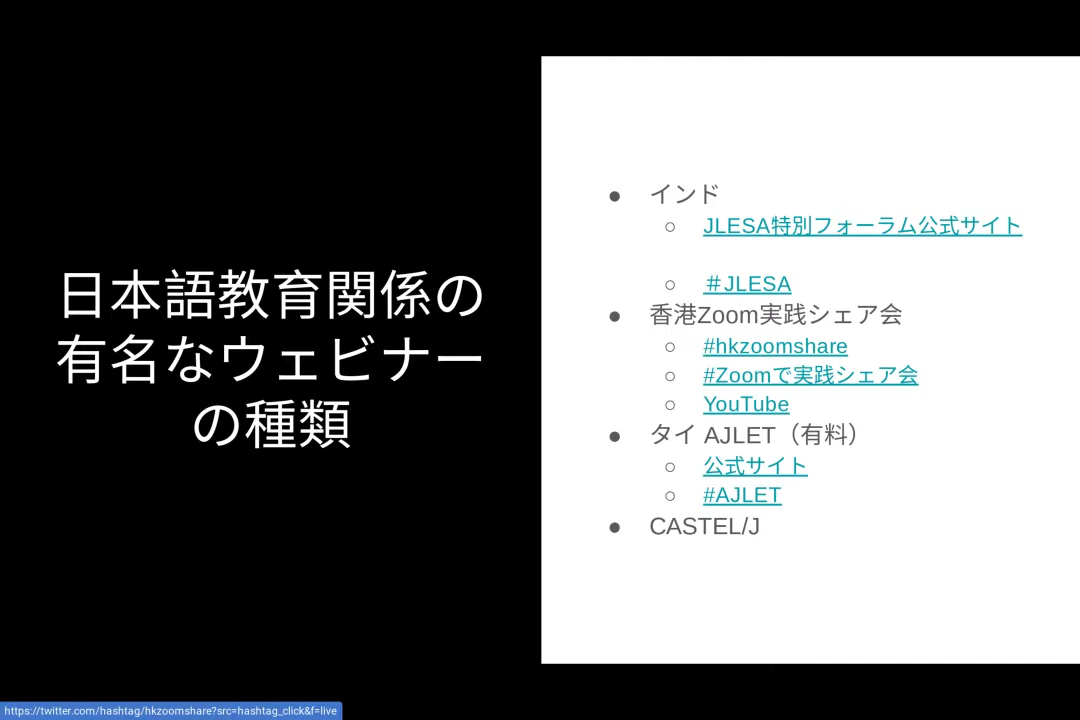 日本語教育関係の
有名なウェビナー
の種類
● インド
○ JLESA特別フォーラム公式サイト
○ ＃JLESA
● 香港Zoom実践シェア会
○ #hkzoomshare
○ #Zoomで実践シェア会
○ YouTube
● タイ AJLET（有料）
○ 公式サイト
○ #AJLET
● CASTEL/J
https://twitter.com/hashtag/hkzoomshare?src=hashtag_click&f=live